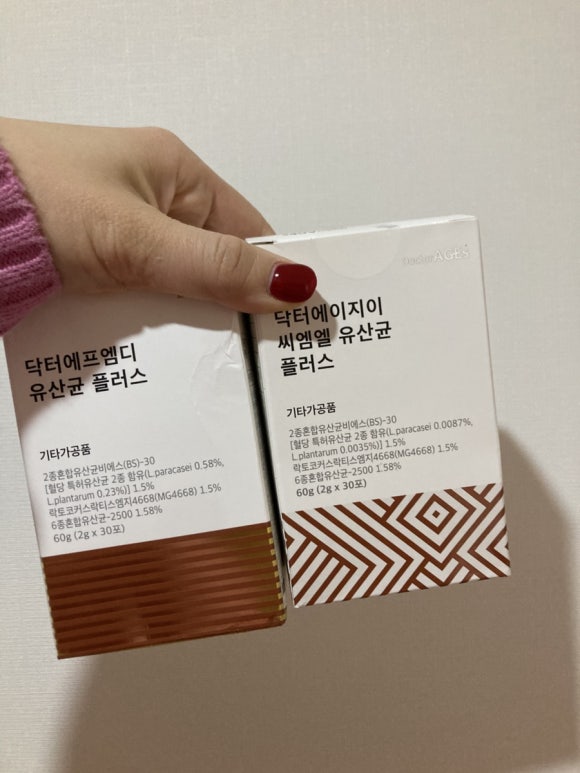 닥터에프엠디
유산균 플러스
기타가공품
2종혼합유산균비에스(BS)-30
[혈당 특허유산균 2종 함유(L.paracasei 0.58%,
L.plantarum 0.23%)] 1.5%
락토코커스락티스엠지4668(MG4668) 1.5%
6종혼합유산균-2500 1.58%
60g (2g x 30포)
AGEs
닥터에이지이
씨엠엘 유산균
플러스
기타가공품
2종혼합유산균비에스(BS)-30
[혈당 특허유산균 2종 함유(L.paracasei 0.0087%,
L.plantarum 0.0035%)] 1.5%
락토코커스락티스엠지4668(MG4668) 1.5%
6종혼합유산균-2500 1.58%
60g (2g x 30포)